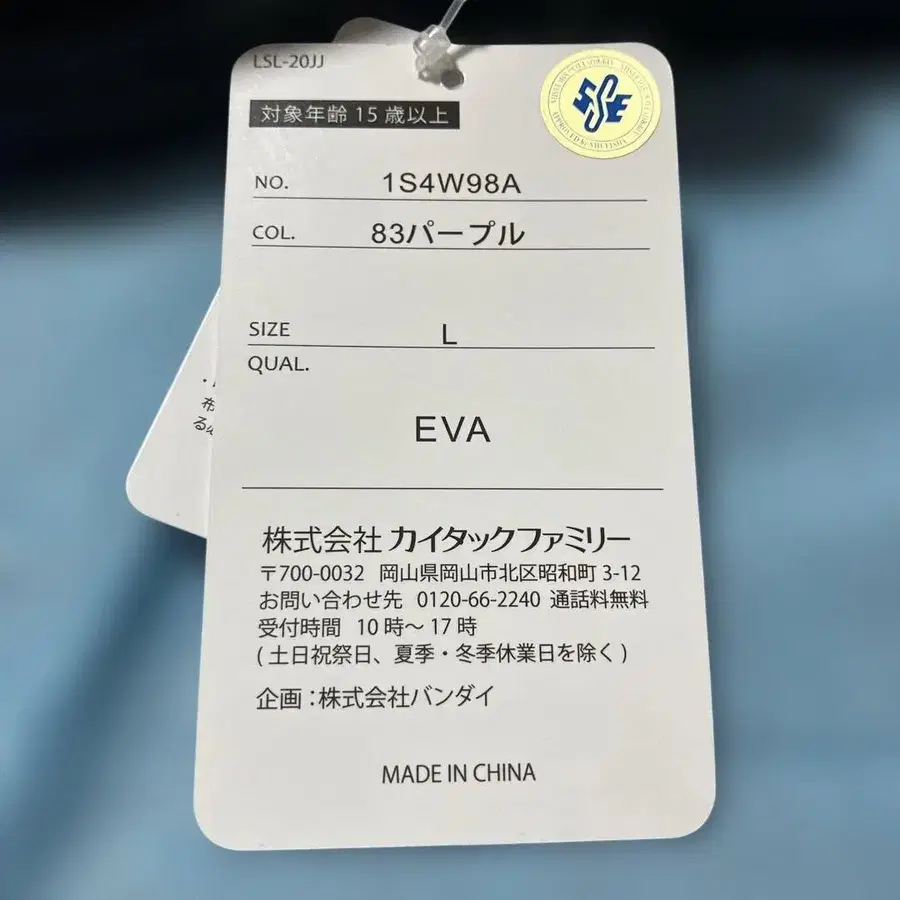 LSL-20JJ
対象年齢 15 歳以上
NO. 1S4W98A
COL. 83パープル
SIZE L
QUAL.
EVA
株式会社 カイタックファミリー
〒700-0032 岡山県岡山市北区昭和町 3-12
お問い合わせ先 0120-66-2240 通話料無料
受付時間 10 時〜 17 時
( 土日祝祭日、夏季・冬季休業日を除く )
企画 : 株式会社バンダイ
MADE IN CHINA
布